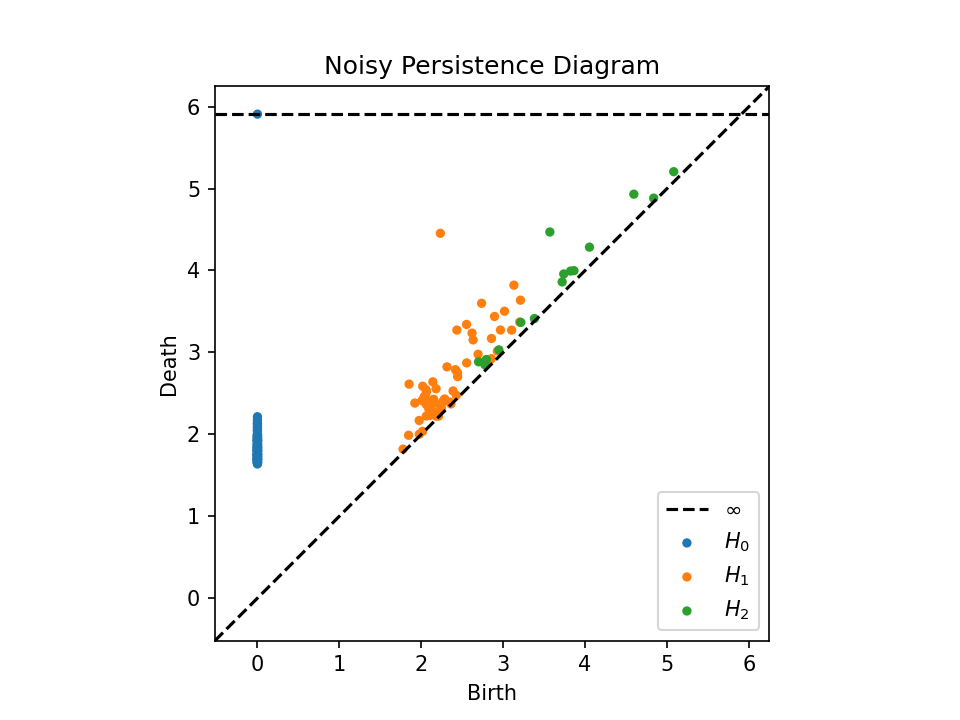 Noisy Persistence Diagram
Death
6
5
4
3
2
1
0
0 1 2 3 4 5 6
Birth
∞
H₀
H₁
H₂